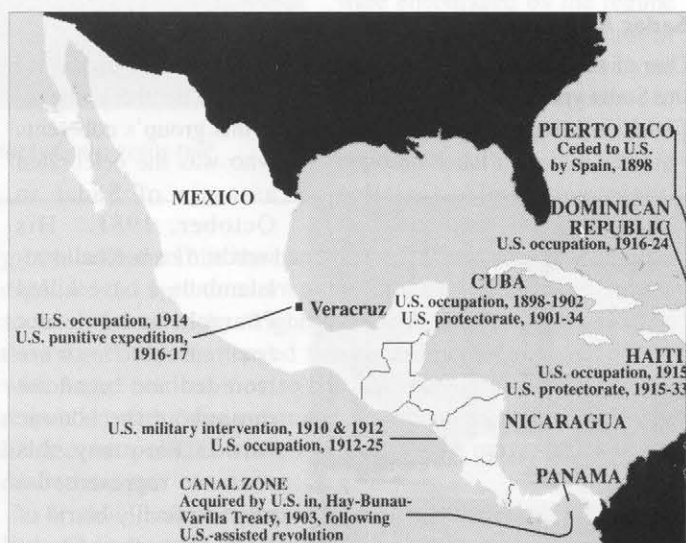 PUERTO RICO
Ceded to U.S.
by Spain, 1898
MEXICO
DOMINICAN
REPUBLIC
U.S. occupation, 1916-24
CUBA
U.S. occupation, 1898-1902
U.S. protectorate, 1901-34
Veracruz
U.S. occupation, 1914
U.S. punitive expedition,
1916-17
HAITI
U.S. occupation, 1915
U.S. protectorate, 1915-33
NICARAGUA
U.S. military intervention, 1910 & 1912
U.S. occupation, 1912-25
PANAMA
CANAL ZONE
Acquired by U.S. in, Hay-Bunau-
Varilla Treaty, 1903, following
U.S.-assisted revolution